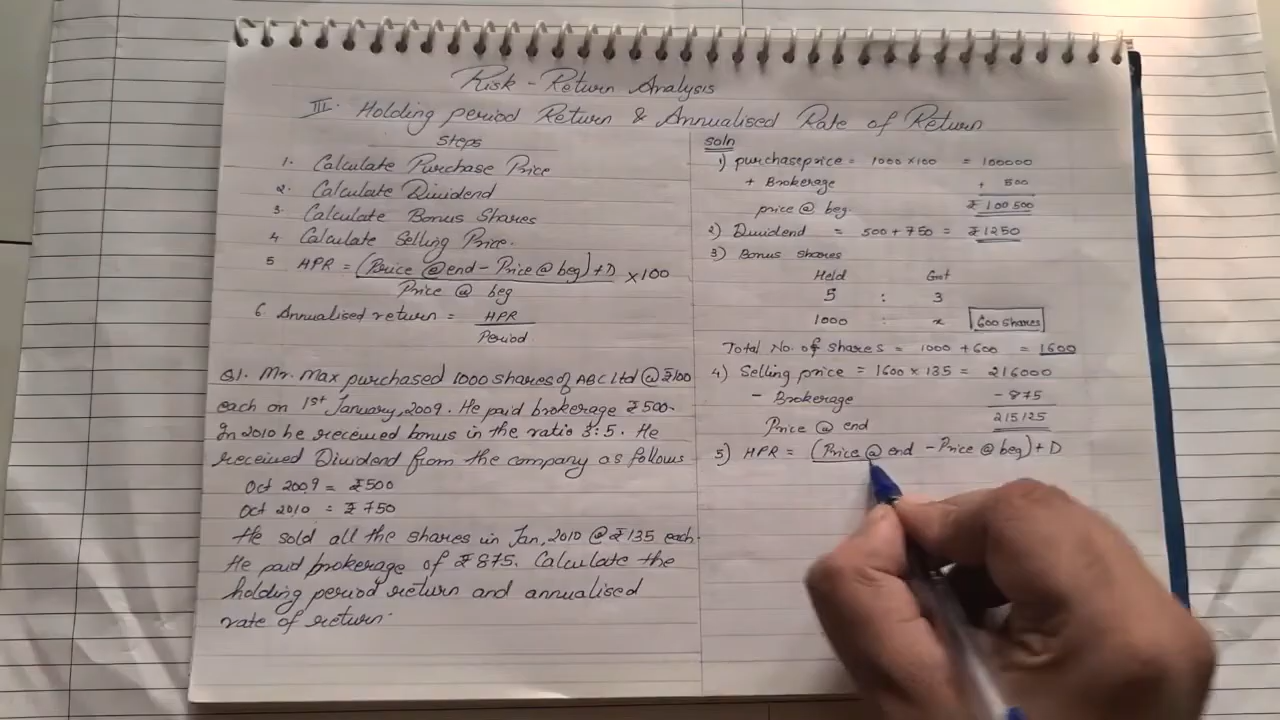 Risk - Return Analysis
III. Holding period Return & Annualised Rate of Return
Steps
1. Calculate Purchase Price
2. Calculate Dividend
3. Calculate Bonus Shares
4 Calculate Selling Price.
5 HPR = (Price @ end - Price @ beg) + D × 100
Price @ beg
6. Annualised return = HPR
Period
Q1. Mr. Max purchased 1000 shares of ABC Ltd @ ₹100
each on 1st January, 2009. He paid brokerage ₹500.
In 2010 he received bonus in the ratio 3:5. He
received Dividend from the company as follows
Oct 2009 = ₹500
Oct 2010 = ₹750
He sold all the shares in Jan, 2010 @ ₹135 each.
He paid brokerage of ₹875. Calculate the
holding period return and annualised
rate of return.
Soln
1) purchase price = 1000 × 100 = 100000
+ Brokerage + 500
price @ beg. ₹ 100500
2) Dividend = 500 + 750 = ₹1250
3) Bonus shares
Held Get
5 : 3
1000 : x 600 shares
Total No. of shares = 1000 + 600 = 1600
4) Selling price = 1600 × 135 = 216000
- Brokerage - 875
Price @ end 215125
5) HPR = (Price @ end - Price @ beg) + D